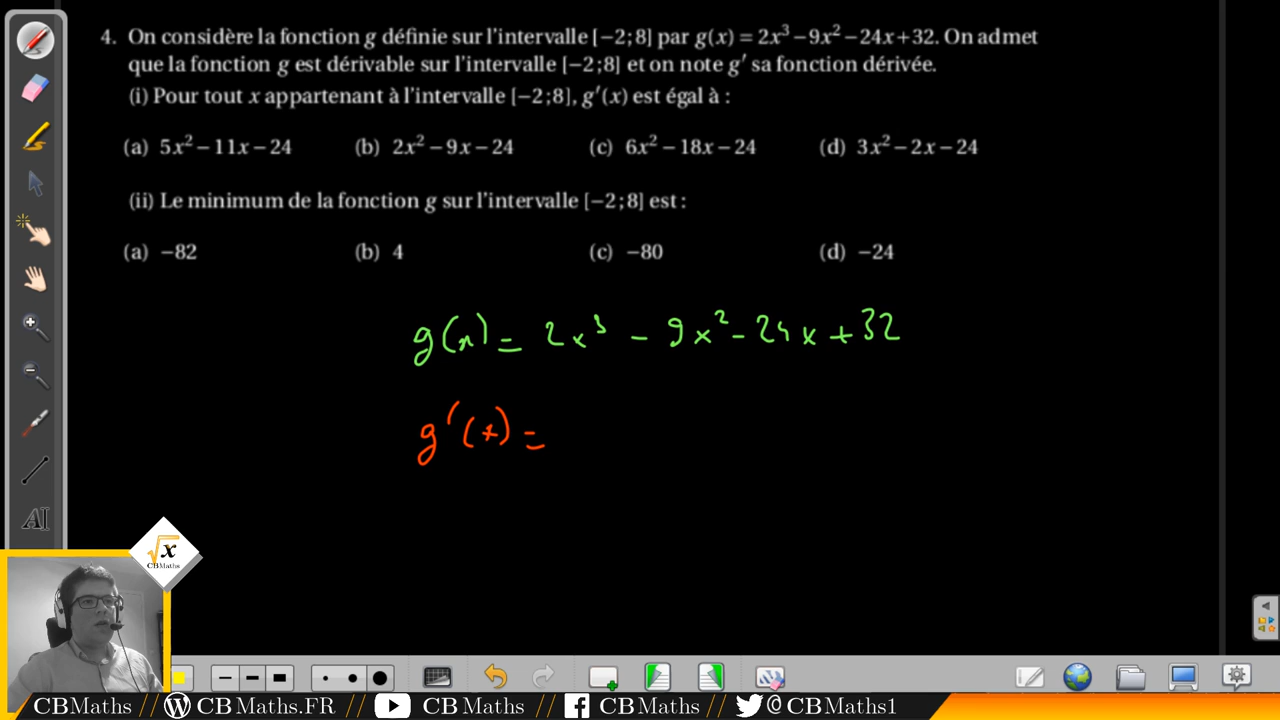 4. On considère la fonction g définie sur l'intervalle [−2;8] par g(x) = 2x³ −9x² −24x+32. On admet
que la fonction g est dérivable sur l'intervalle [−2;8] et on note g′ sa fonction dérivée.
(i) Pour tout x appartenant à l'intervalle [−2;8], g′(x) est égal à :
(a) 5x² −11x−24 (b) 2x² −9x−24 (c) 6x² −18x−24 (d) 3x² −2x−24
(ii) Le minimum de la fonction g sur l'intervalle [−2;8] est :
(a) −82 (b) 4 (c) −80 (d) −24
g(x) = 2x³ − 9x² − 24x + 32
g′(x) =
AI
√x
CBMaths
CBMaths // CBMaths.FR // CBMaths // CBMaths // @CBMaths1